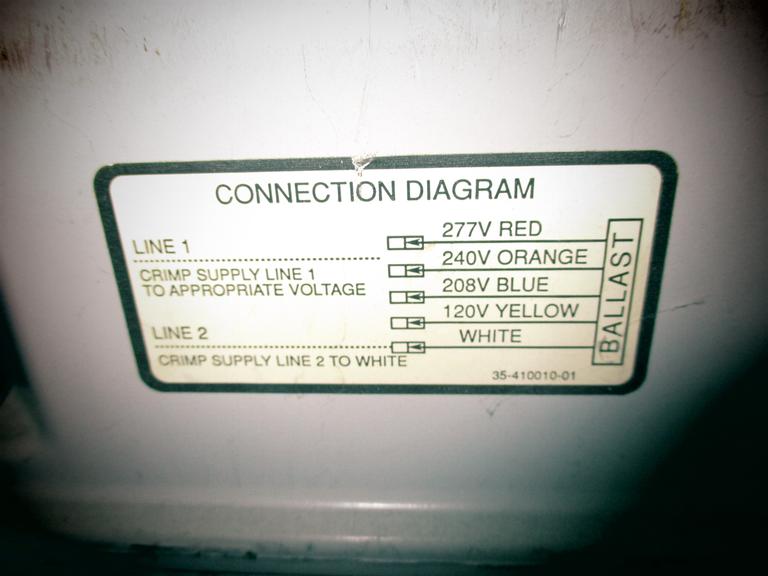 CONNECTION DIAGRAM
LINE 1
CRIMP SUPPLY LINE 1
TO APPROPRIATE VOLTAGE
LINE 2
CRIMP SUPPLY LINE 2 TO WHITE
277V RED
240V ORANGE
208V BLUE
120V YELLOW
WHITE
BALLAST
35-410010-01